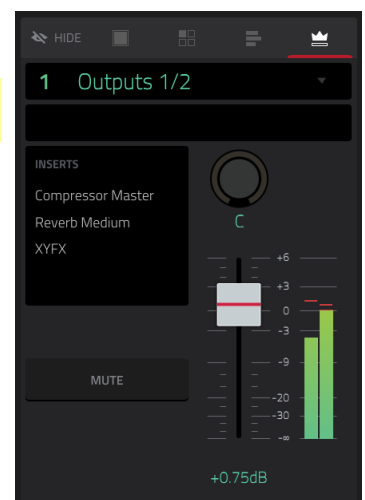 HIDE
1 Outputs 1/2
INSERTS
Compressor Master
Reverb Medium
XYFX
C
+6
+3
0
-3
-9
-20
-30
-∞
MUTE
+0.75dB